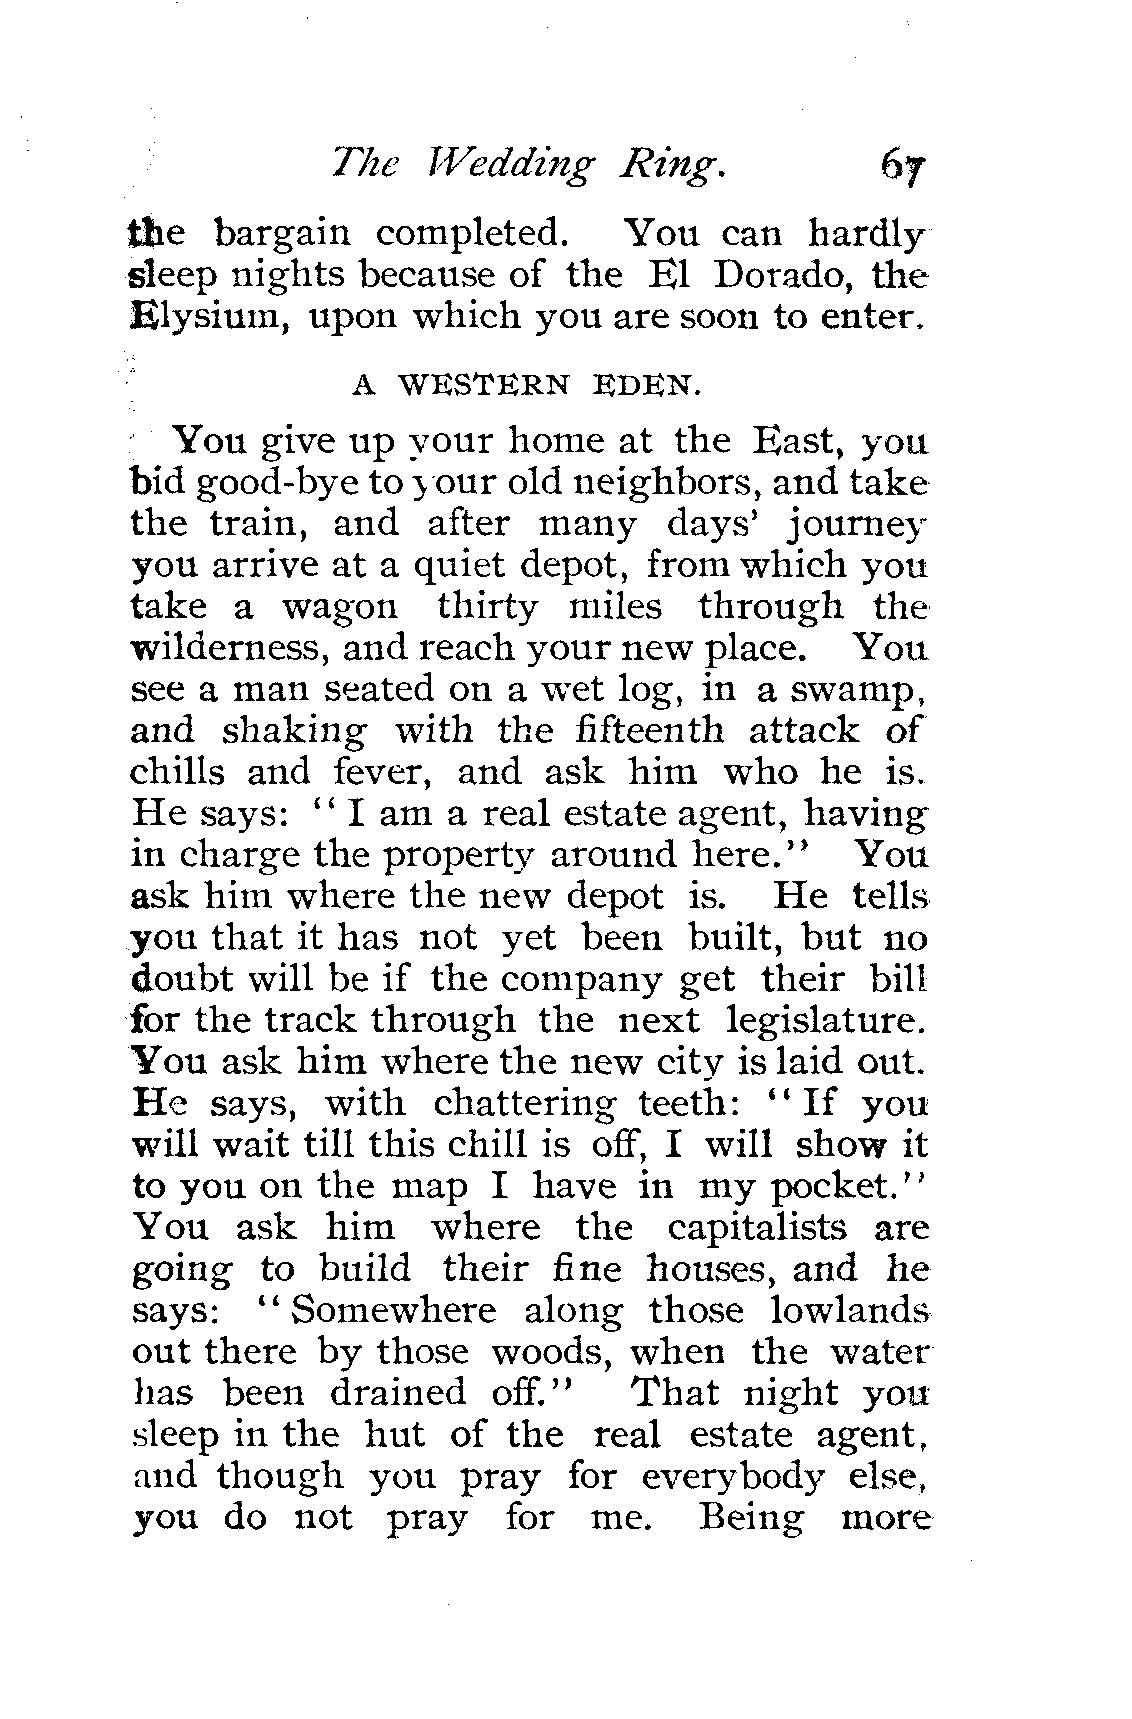 The Wedding Ring. 67
the bargain completed. You can hardly
sleep nights because of the El Dorado, the
Elysium, upon which you are soon to enter.
A WESTERN EDEN.
You give up your home at the East, you
bid good-bye to your old neighbors, and take
the train, and after many days' journey
you arrive at a quiet depot, from which you
take a wagon thirty miles through the
wilderness, and reach your new place. You
see a man seated on a wet log, in a swamp,
and shaking with the fifteenth attack of
chills and fever, and ask him who he is.
He says: "I am a real estate agent, having
in charge the property around here." You
ask him where the new depot is. He tells
you that it has not yet been built, but no
doubt will be if the company get their bill
for the track through the next legislature.
You ask him where the new city is laid out.
He says, with chattering teeth: "If you
will wait till this chill is off, I will show it
to you on the map I have in my pocket."
You ask him where the capitalists are
going to build their fine houses, and he
says: "Somewhere along those lowlands
out there by those woods, when the water
has been drained off." That night you
sleep in the hut of the real estate agent,
and though you pray for everybody else,
you do not pray for me. Being more